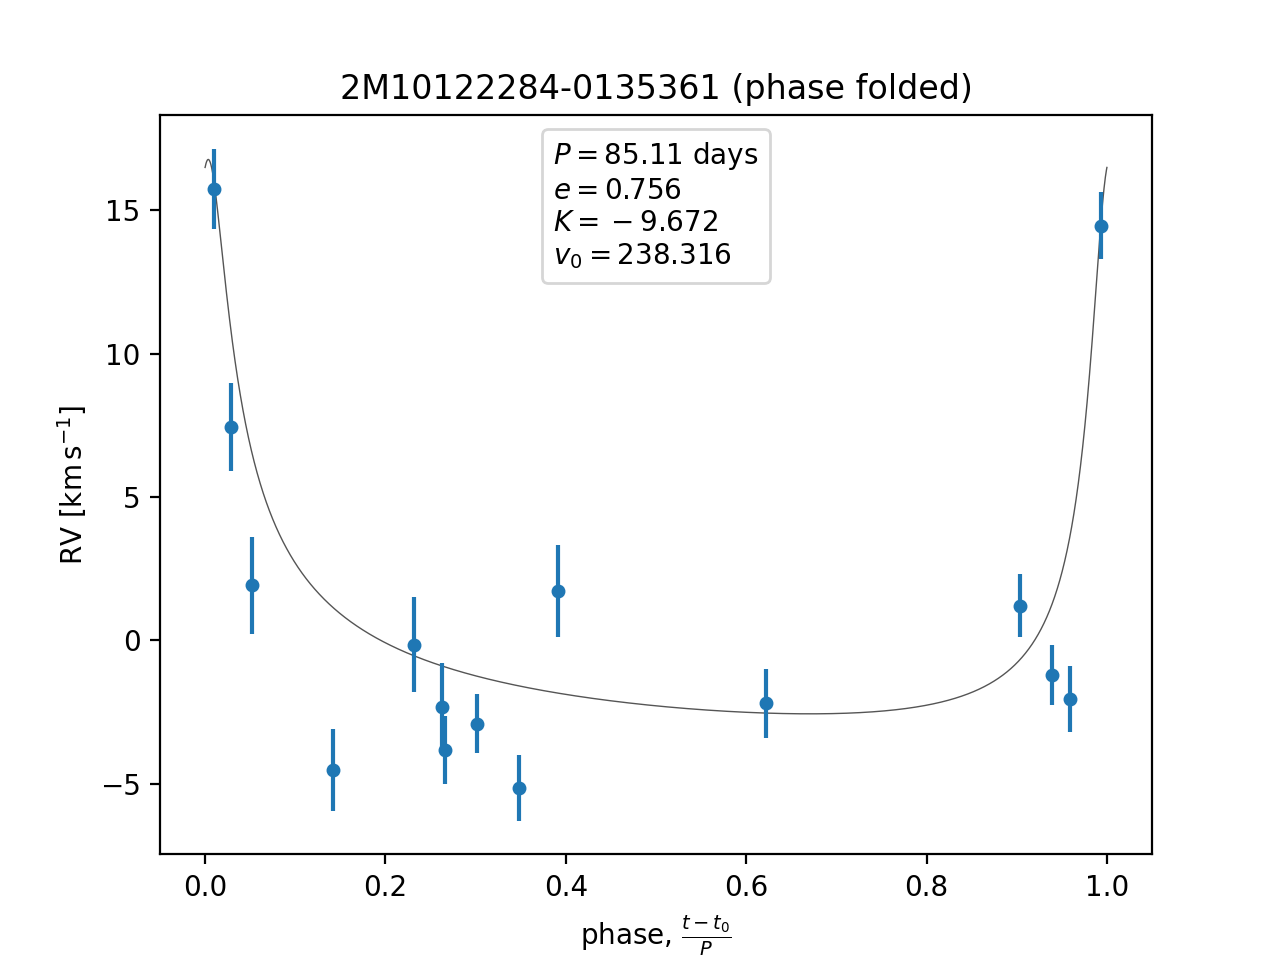 2M10122284-0135361 (phase folded)
P = 85.11 days
e = 0.756
K = −9.672
v₀ = 238.316
RV [km s⁻¹]
15
10
5
0
−5
0.0 0.2 0.4 0.6 0.8 1.0
phase, (t − t₀)/P